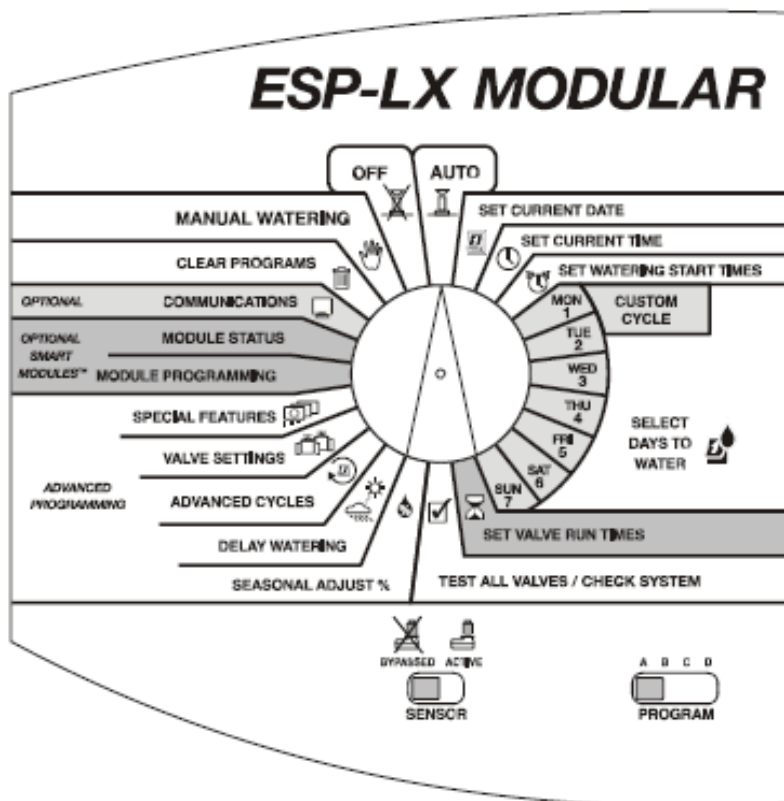 ESP-LX MODULAR
OFF
AUTO
MANUAL WATERING
SET CURRENT DATE
CLEAR PROGRAMS
SET CURRENT TIME
SET WATERING START TIMES
OPTIONAL
COMMUNICATIONS
MON
1
CUSTOM
CYCLE
OPTIONAL
SMART
MODULES™
MODULE STATUS
MODULE PROGRAMMING
TUE
2
WED
3
THU
4
FRI
5
SAT
6
SUN
7
SELECT
DAYS TO
WATER
SPECIAL FEATURES
VALVE SETTINGS
ADVANCED
PROGRAMMING
ADVANCED CYCLES
DELAY WATERING
SEASONAL ADJUST %
SET VALVE RUN TIMES
TEST ALL VALVES / CHECK SYSTEM
BYPASSED ACTIVE
SENSOR
A B C D
PROGRAM